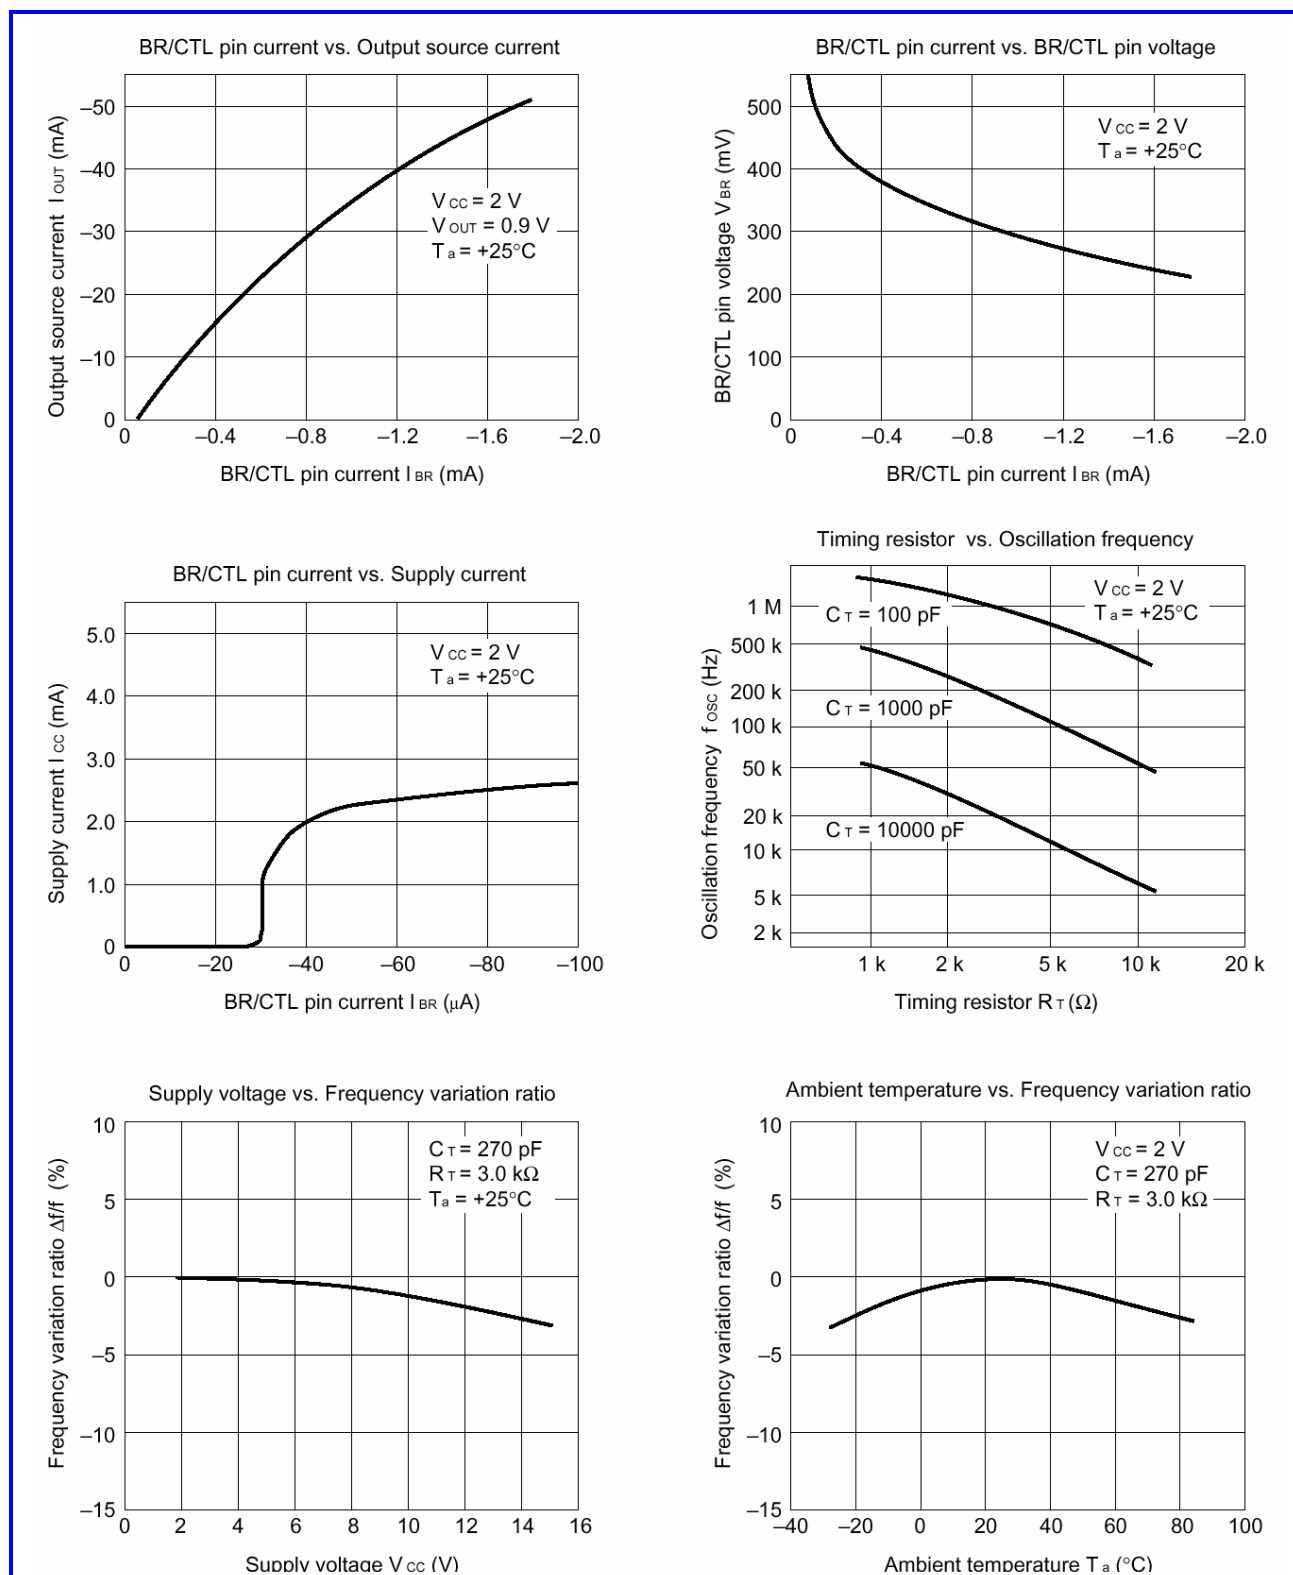 BR/CTL pin current vs. Output source current
Output source current I OUT (mA)
–50
–40
–30
–20
–10
0
V CC = 2 V
V OUT = 0.9 V
T a = +25°C
0 –0.4 –0.8 –1.2 –1.6 –2.0
BR/CTL pin current I BR (mA)
BR/CTL pin current vs. BR/CTL pin voltage
BR/CTL pin voltage V BR (mV)
500
400
300
200
100
0
V CC = 2 V
T a = +25°C
0 –0.4 –0.8 –1.2 –1.6 –2.0
BR/CTL pin current I BR (mA)
BR/CTL pin current vs. Supply current
Supply current I CC (mA)
5.0
4.0
3.0
2.0
1.0
0
V CC = 2 V
T a = +25°C
0 –20 –40 –60 –80 –100
BR/CTL pin current I BR (µA)
Timing resistor vs. Oscillation frequency
Oscillation frequency f OSC (Hz)
1 M
500 k
200 k
100 k
50 k
20 k
10 k
5 k
2 k
V CC = 2 V
T a = +25°C
C T = 100 pF
C T = 1000 pF
C T = 10000 pF
1 k 2 k 5 k 10 k 20 k
Timing resistor R T (Ω)
Supply voltage vs. Frequency variation ratio
Frequency variation ratio Δf/f (%)
10
5
0
–5
–10
–15
C T = 270 pF
R T = 3.0 kΩ
T a = +25°C
0 2 4 6 8 10 12 14 16
Supply voltage V CC (V)
Ambient temperature vs. Frequency variation ratio
Frequency variation ratio Δf/f (%)
10
5
0
–5
–10
–15
V CC = 2 V
C T = 270 pF
R T = 3.0 kΩ
–40 –20 0 20 40 60 80 100
Ambient temperature T a (°C)